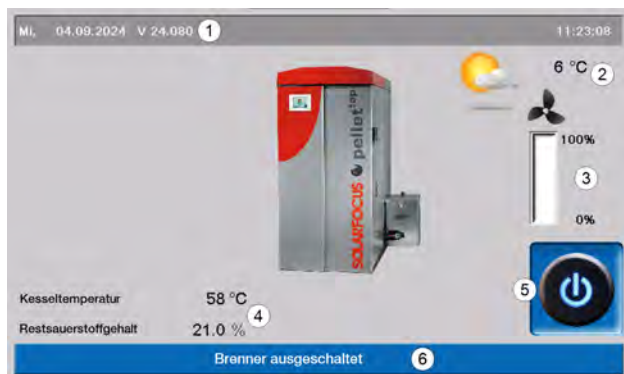 Mi, 04.09.2024 V 24.080 1 11:23:08
6 °C 2
100%
3
0%
SOLARFOCUS pellet top
5
Kesseltemperatur 58 °C
4
Restsauerstoffgehalt 21.0 %
Brenner ausgeschaltet 6